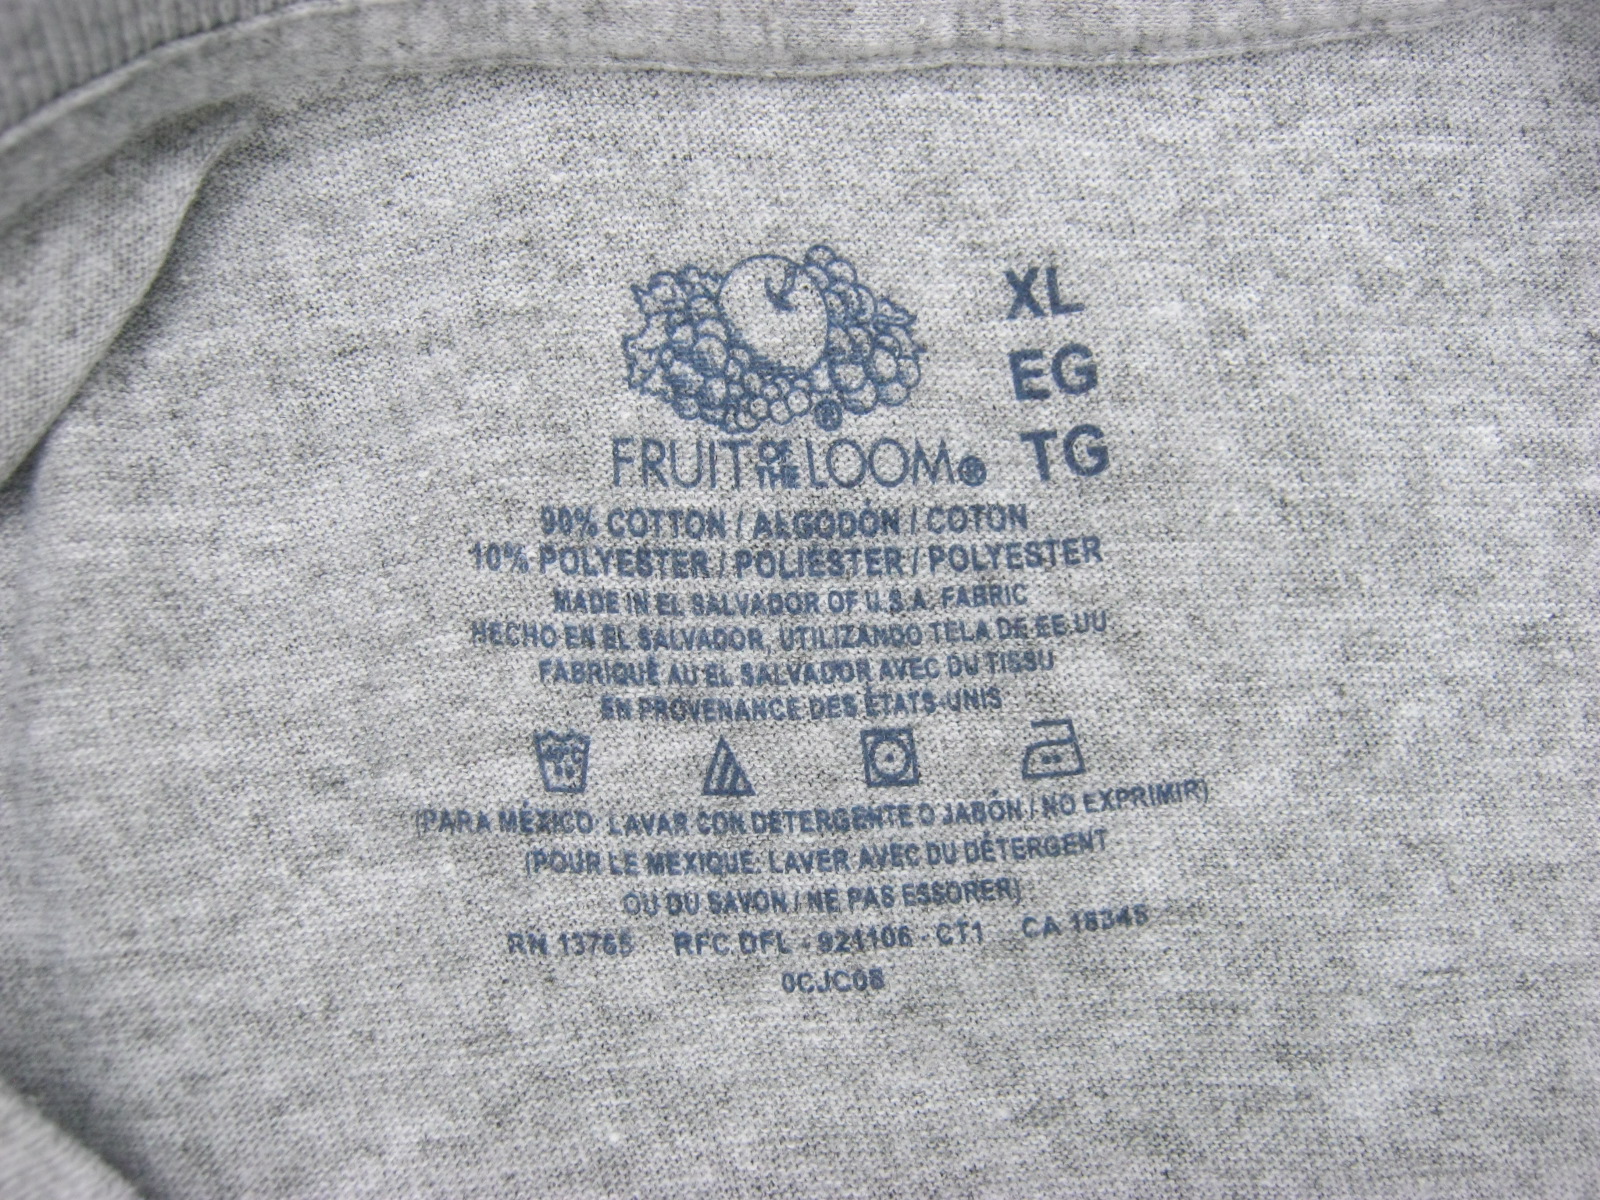 XL
EG
TG
FRUIT OF THE LOOM®
90% COTTON / ALGODÓN / COTON
10% POLYESTER / POLIÉSTER / POLYESTER
MADE IN EL SALVADOR OF U.S.A. FABRIC
HECHO EN EL SALVADOR, UTILIZANDO TELA DE EE.UU
FABRIQUÉ AU EL SALVADOR AVEC DU TISSU
EN PROVENANCE DES ÉTATS-UNIS
(PARA MÉXICO: LAVAR CON DETERGENTE O JABÓN / NO EXPRIMIR)
(POUR LE MEXIQUE: LAVER AVEC DU DÉTERGENT
OU DU SAVON / NE PAS ESSORER)
RN 13765 RFC DFL - 921106 - CT1 CA